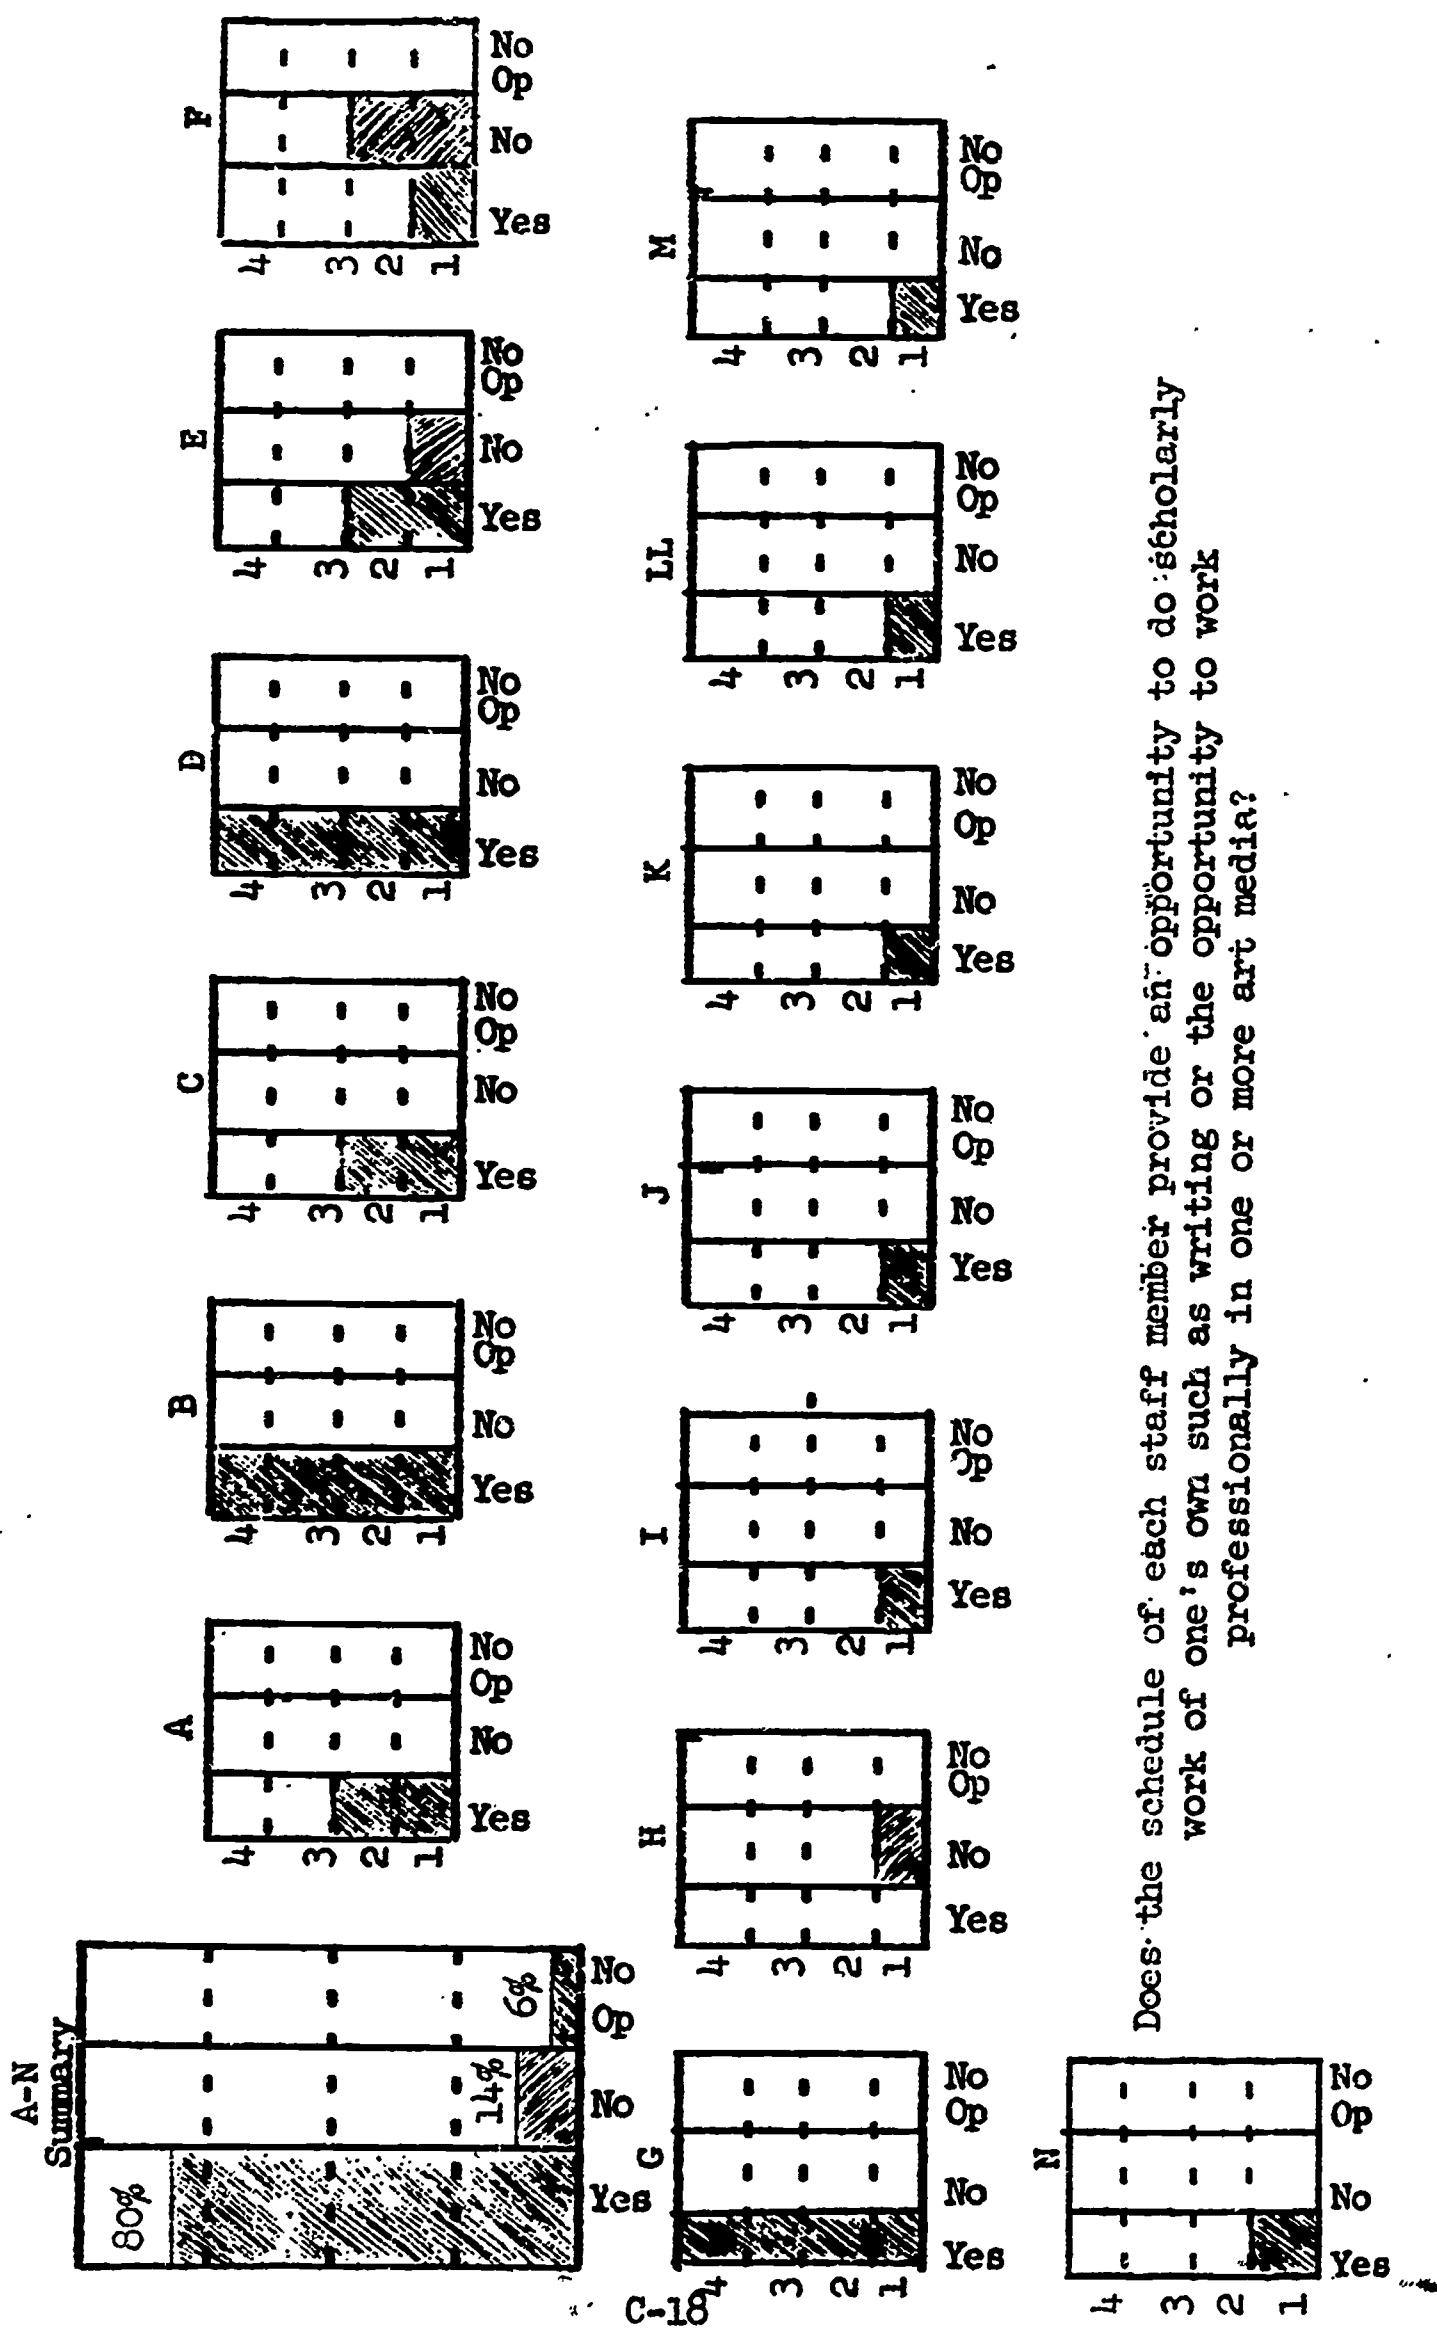 A-N
Summary
80%
14%
6%
Yes No No
Op
A
4
3
2
1
Yes No No
Op
B
4
3
2
1
Yes No No
Op
C
4
3
2
1
Yes No No
Op
D
4
3
2
1
Yes No No
Op
E
4
3
2
1
Yes No No
Op
F
4
3
2
1
Yes No No
Op
G
4
3
2
1
Yes No No
Op
H
4
3
2
1
Yes No No
Op
I
4
3
2
1
Yes No No
Op
J
4
3
2
1
Yes No No
Op
K
4
3
2
1
Yes No No
Op
LL
4
3
2
1
Yes No No
Op
M
4
3
2
1
Yes No No
Op
N
4
3
2
1
Yes No No
Op
Does the schedule of each staff member provide an opportunity to do scholarly
work of one's own such as writing or the opportunity to work
professionally in one or more art media?
C-18